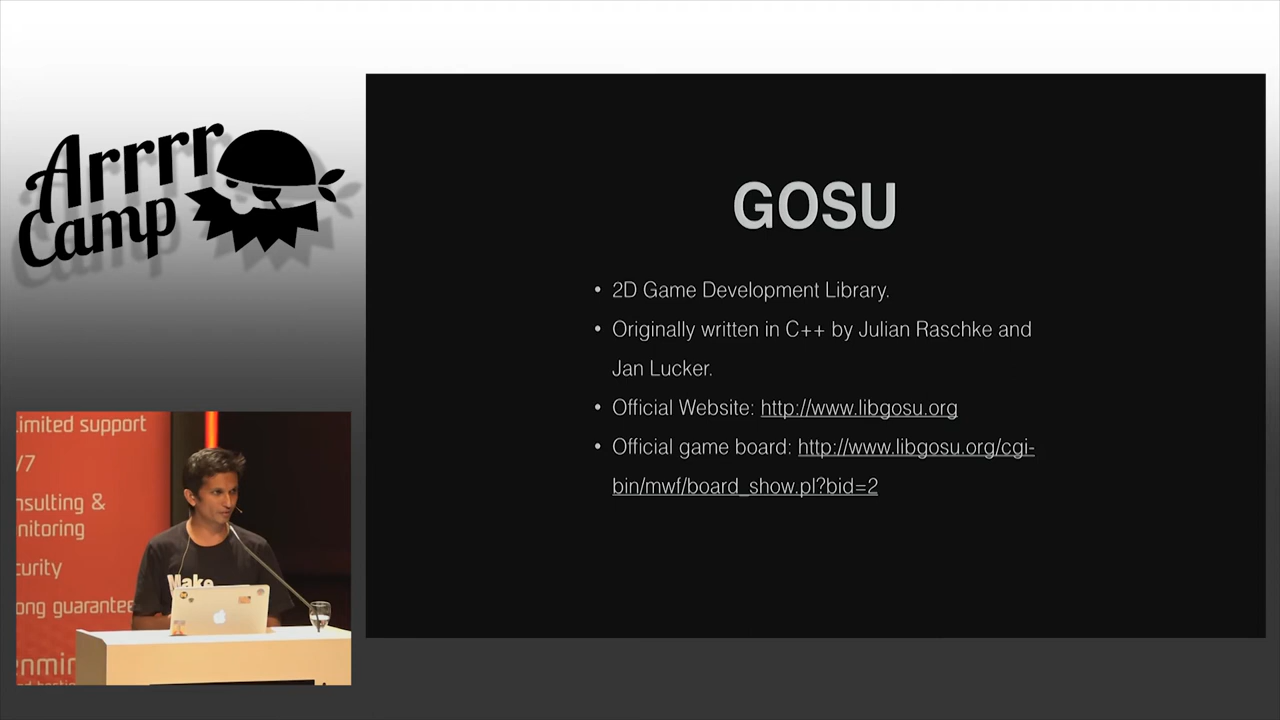 Arrrr
Camp
GOSU
• 2D Game Development Library.
• Originally written in C++ by Julian Raschke and
Jan Lucker.
• Official Website: http://www.libgosu.org
• Official game board: http://www.libgosu.org/cgi-
bin/mwf/board_show.pl?bid=2
imited support
/7
nsulting &
nitoring
curity
ong guarantee
enmin
Make